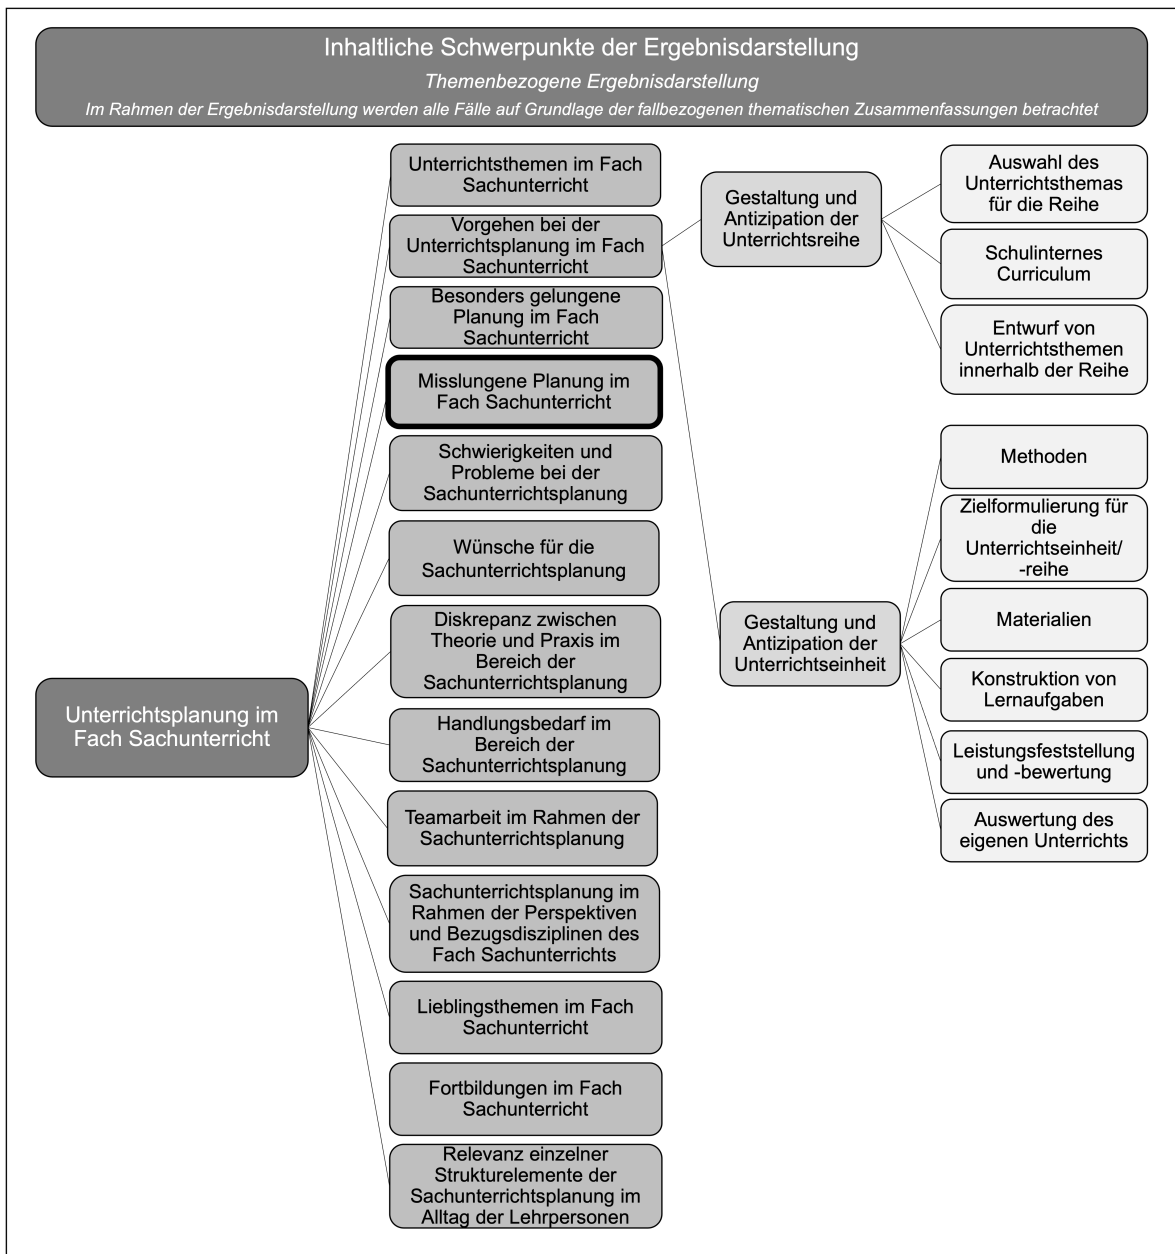 Inhaltliche Schwerpunkte der Ergebnisdarstellung
Themenbezogene Ergebnisdarstellung
Im Rahmen der Ergebnisdarstellung werden alle Fälle auf Grundlage der fallbezogenen thematischen Zusammenfassungen betrachtet
Unterrichtsplanung im
Fach Sachunterricht
Unterrichtsthemen im Fach
Sachunterricht
Vorgehen bei der
Unterrichtsplanung im Fach
Sachunterricht
Besonders gelungene
Planung im Fach
Sachunterricht
Misslungene Planung im
Fach Sachunterricht
Schwierigkeiten und
Probleme bei der
Sachunterrichtsplanung
Wünsche für die
Sachunterrichtsplanung
Diskrepanz zwischen
Theorie und Praxis im
Bereich der
Sachunterrichtsplanung
Handlungsbedarf im
Bereich der
Sachunterrichtsplanung
Teamarbeit im Rahmen der
Sachunterrichtsplanung
Sachunterrichtsplanung im
Rahmen der Perspektiven
und Bezugsdisziplinen des
Fach Sachunterrichts
Lieblingsthemen im Fach
Sachunterricht
Fortbildungen im Fach
Sachunterricht
Relevanz einzelner
Strukturelemente der
Sachunterrichtsplanung im
Alltag der Lehrpersonen
Gestaltung und
Antizipation der
Unterrichtsreihe
Auswahl des
Unterrichtsthemas
für die Reihe
Schulinternes
Curriculum
Entwurf von
Unterrichtsthemen
innerhalb der Reihe
Gestaltung und
Antizipation der
Unterrichtseinheit
Methoden
Zielformulierung für
die
Unterrichtseinheit/
-reihe
Materialien
Konstruktion von
Lernaufgaben
Leistungsfeststellung
und -bewertung
Auswertung des
eigenen Unterrichts